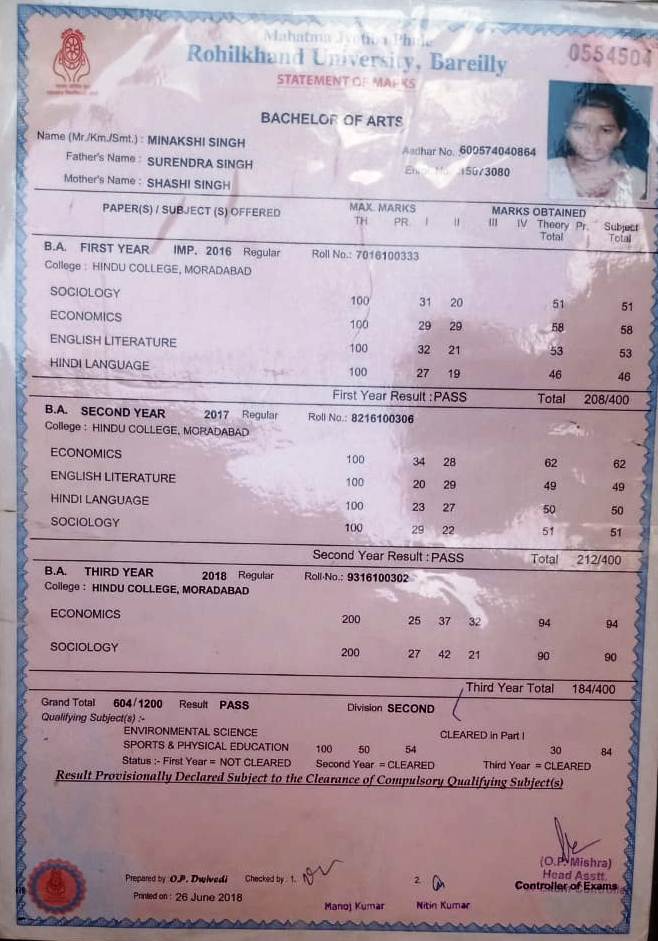 Mahatma Jyotiba Phule
Rohilkhand University, Bareilly
0554504
STATEMENT OF MARKS
BACHELOR OF ARTS
Name (Mr./Km./Smt.) : MINAKSHI SINGH
Aadhar No. 600574040864
Father's Name : SURENDRA SINGH
Mother's Name : SHASHI SINGH
PAPER(S) / SUBJECT (S) OFFERED MAX. MARKS MARKS OBTAINED
TH. PR. I II III IV Theory Total Pr. Subject Total
B.A. FIRST YEAR IMP. 2016 Regular Roll No.: 7016100333
College : HINDU COLLEGE, MORADABAD
SOCIOLOGY 100 31 20 51 51
ECONOMICS 100 29 29 58 58
ENGLISH LITERATURE 100 32 21 53 53
HINDI LANGUAGE 100 27 19 46 46
First Year Result : PASS Total 208/400
B.A. SECOND YEAR 2017 Regular Roll No.: 8216100306
College : HINDU COLLEGE, MORADABAD
ECONOMICS 100 34 28 62 62
ENGLISH LITERATURE 100 20 29 49 49
HINDI LANGUAGE 100 23 27 50 50
SOCIOLOGY 100 29 22 51 51
Second Year Result : PASS Total 212/400
B.A. THIRD YEAR 2018 Regular Roll-No.: 9316100302
College : HINDU COLLEGE, MORADABAD
ECONOMICS 200 25 37 32 94 94
SOCIOLOGY 200 27 42 21 90 90
Third Year Total 184/400
Grand Total 604/1200 Result PASS Division SECOND
Qualifying Subject(s) :-
ENVIRONMENTAL SCIENCE CLEARED in Part I
SPORTS & PHYSICAL EDUCATION 100 50 54 30 84
Status :- First Year = NOT CLEARED Second Year = CLEARED Third Year = CLEARED
Result Provisionally Declared Subject to the Clearance of Compulsory Qualifying Subject(s)
(O.P. Mishra)
Head Asstt.
Prepared by : O.P. Dwivedi Checked by : 1. 2. Controller of Exams
Printed on : 26 June 2018
Manoj Kumar Nitin Kumar